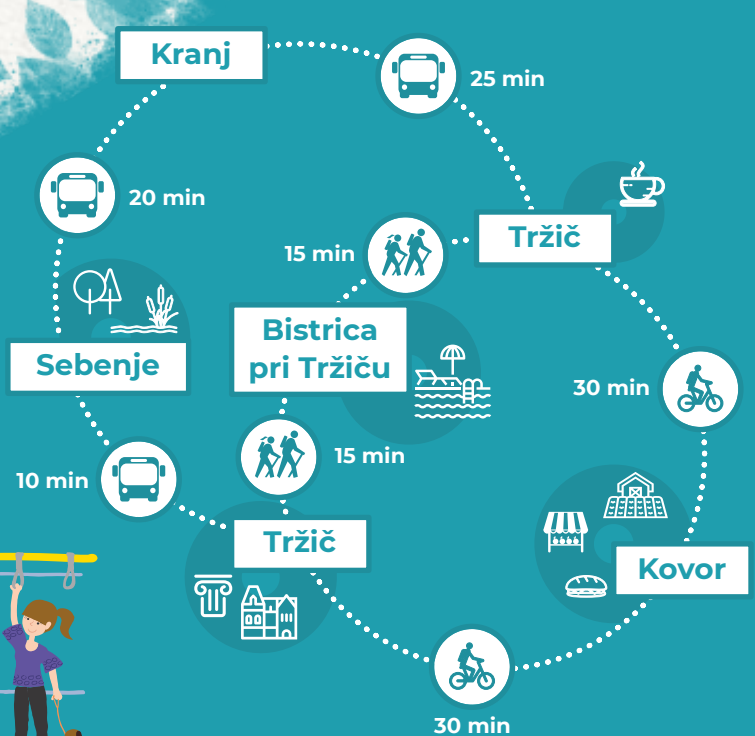 Kranj
25 min
20 min
Tržič
15 min
Bistrica
pri Tržiču
Sebenje
30 min
15 min
10 min
Tržič
Kovor
30 min